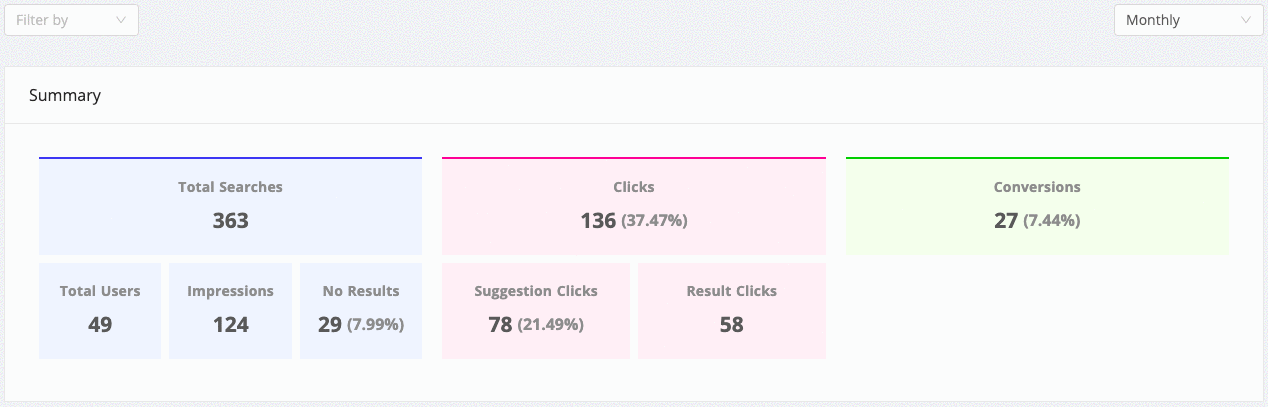 Filter by
Monthly
Summary
Total Searches
363
Clicks
136 (37.47%)
Conversions
27 (7.44%)
Total Users
49
Impressions
124
No Results
29 (7.99%)
Suggestion Clicks
78 (21.49%)
Result Clicks
58